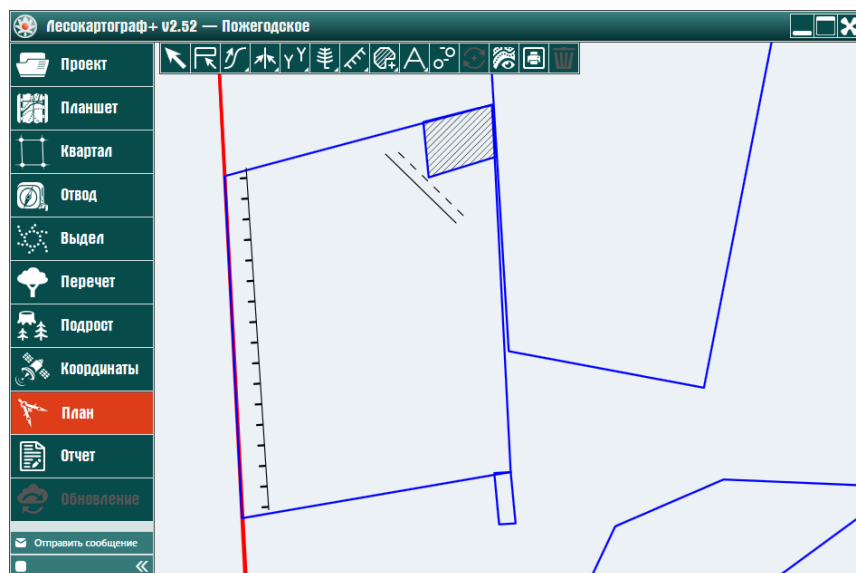 Лесокартограф+ v2.52 — Пожегодское
Проект
Планшет
Квартал
Отвод
Выдел
Перечет
Подрост
Координаты
План
Отчет
Обновление
Отправить сообщение